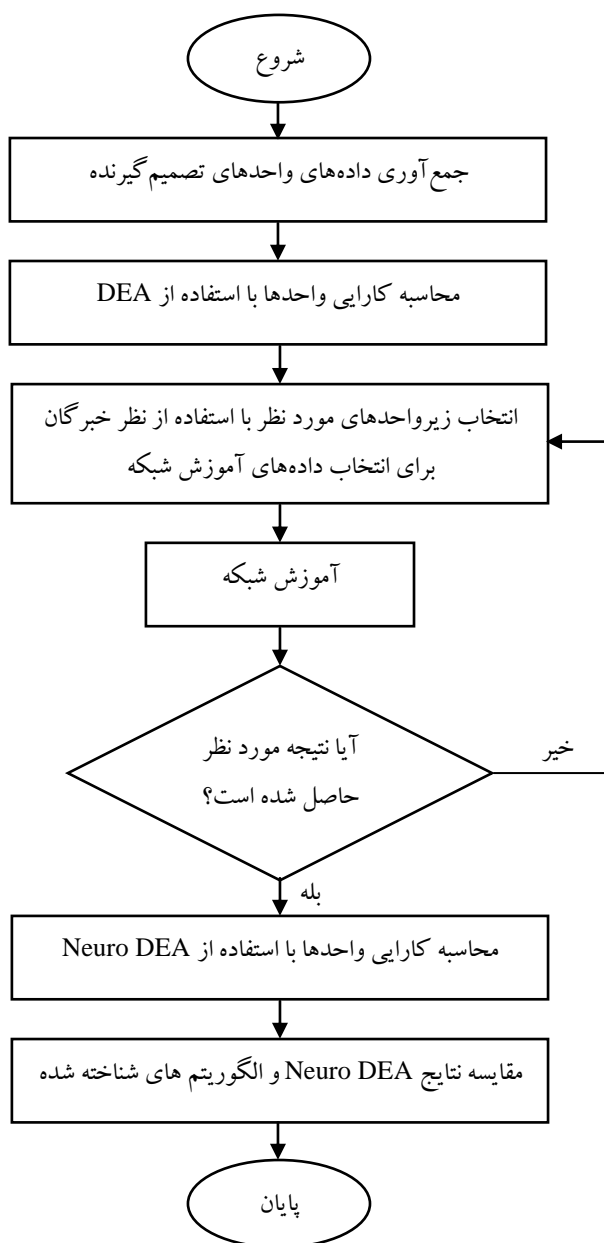 شروع
جمع‌آوری داده‌های واحدهای تصمیم‌گیرنده
محاسبه کارایی واحدها با استفاده از DEA
انتخاب زیرواحدهای مورد نظر با استفاده از نظر خبرگان
برای انتخاب داده‌های آموزش شبکه
آموزش شبکه
آیا نتیجه مورد نظر
حاصل شده است؟
خیر
بله
محاسبه کارایی واحدها با استفاده از Neuro DEA
مقایسه نتایج Neuro DEA و الگوریتم های شناخته شده
پایان